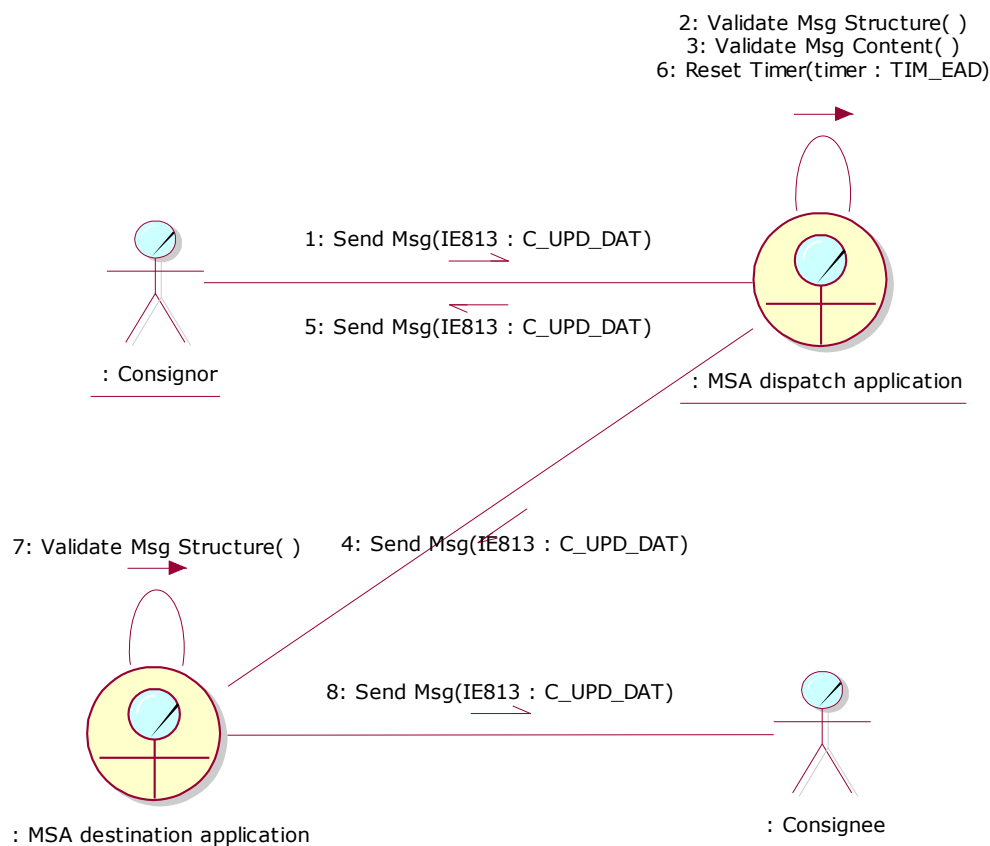 2: Validate Msg Structure( )
3: Validate Msg Content( )
6: Reset Timer(timer : TIM_EAD)
1: Send Msg(IE813 : C_UPD_DAT)
5: Send Msg(IE813 : C_UPD_DAT)
: Consignor
: MSA dispatch application
7: Validate Msg Structure( )
4: Send Msg(IE813 : C_UPD_DAT)
8: Send Msg(IE813 : C_UPD_DAT)
: MSA destination application
: Consignee